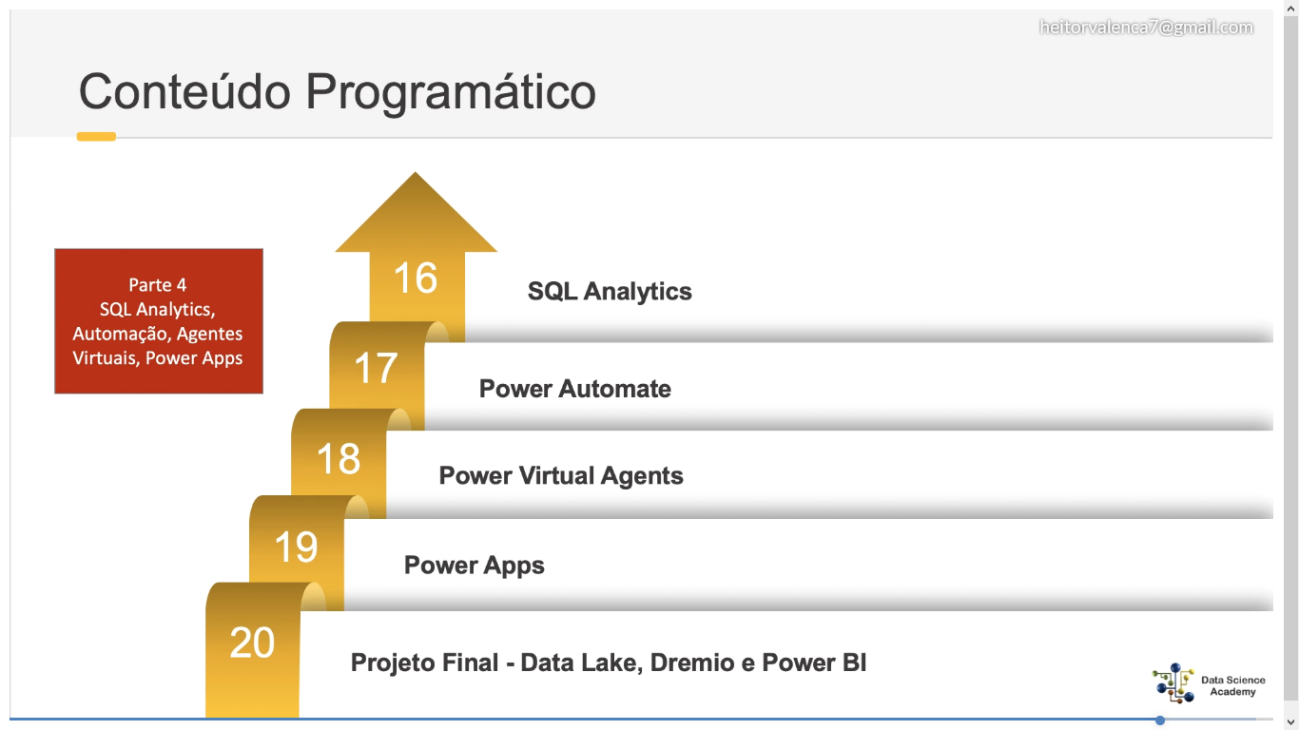 heitorvalenca7@gmail.com
Conteúdo Programático
Parte 4
SQL Analytics,
Automação, Agentes
Virtuais, Power Apps
16
SQL Analytics
17
Power Automate
18
Power Virtual Agents
19
Power Apps
20
Projeto Final - Data Lake, Dremio e Power BI
Data Science
Academy